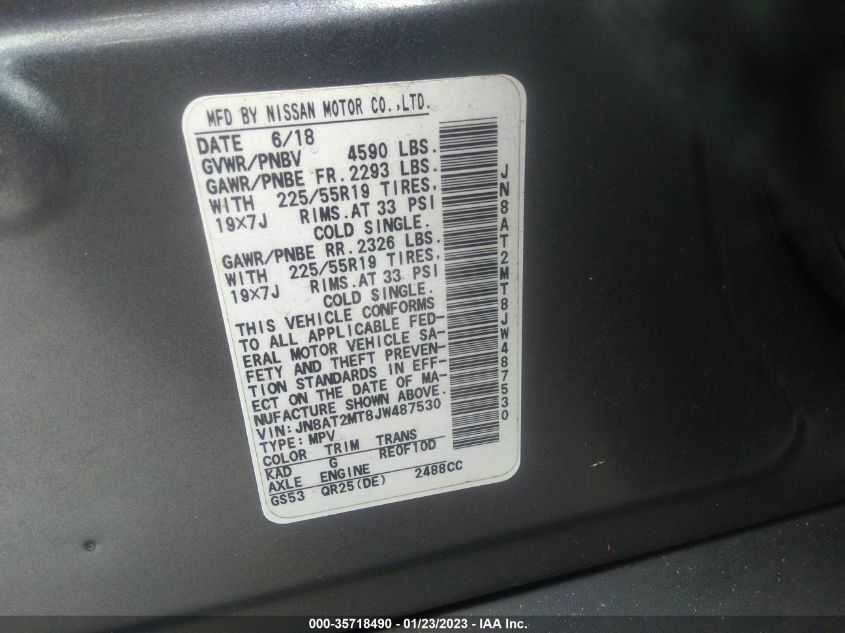 MFD BY NISSAN MOTOR CO.,LTD.
DATE 6/18
GVWR/PNBV 4590 LBS.
GAWR/PNBE FR. 2293 LBS.
WITH 225/55R19 TIRES,
19X7J RIMS.AT 33 PSI
COLD SINGLE.
GAWR/PNBE RR. 2326 LBS.
WITH 225/55R19 TIRES,
19X7J RIMS.AT 33 PSI
COLD SINGLE.
THIS VEHICLE CONFORMS
TO ALL APPLICABLE FED-
ERAL MOTOR VEHICLE SA-
FETY AND THEFT PREVEN-
TION STANDARDS IN EFF-
ECT ON THE DATE OF MA-
NUFACTURE SHOWN ABOVE.
VIN:JN8AT2MT8JW487530
TYPE:MPV
COLOR TRIM TRANS
KAD G RE0F10D
AXLE ENGINE
GS53 QR25(DE) 2488CC
JN8AT2MT8JW487530
000-35718490 - 01/23/2023 - IAA Inc.